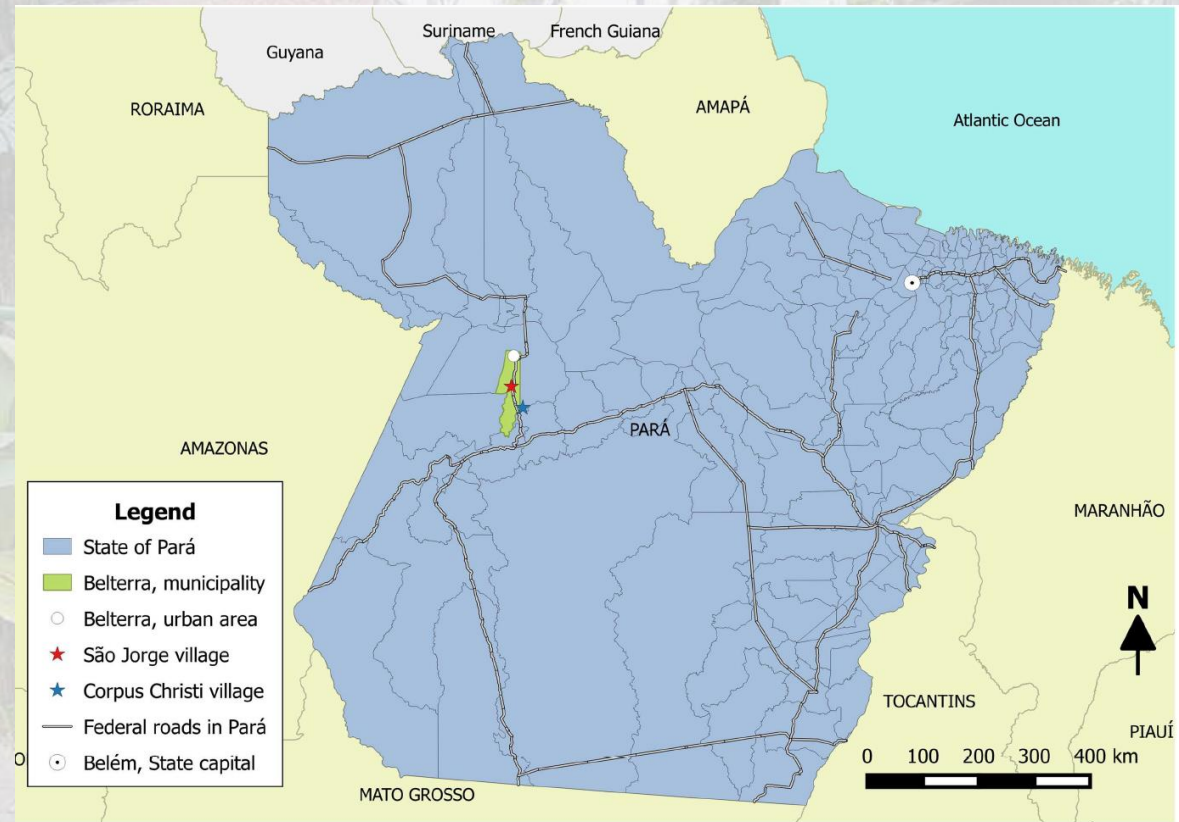 Suriname
French Guiana
Guyana
RORAIMA
AMAPÁ
Atlantic Ocean
AMAZONAS
PARÁ
MARANHÃO
Legend
State of Pará
Belterra, municipality
Belterra, urban area
São Jorge village
Corpus Christi village
Federal roads in Pará
Belém, State capital
N
TOCANTINS
PIAUÍ
O
0 100 200 300 400 km
MATO GROSSO